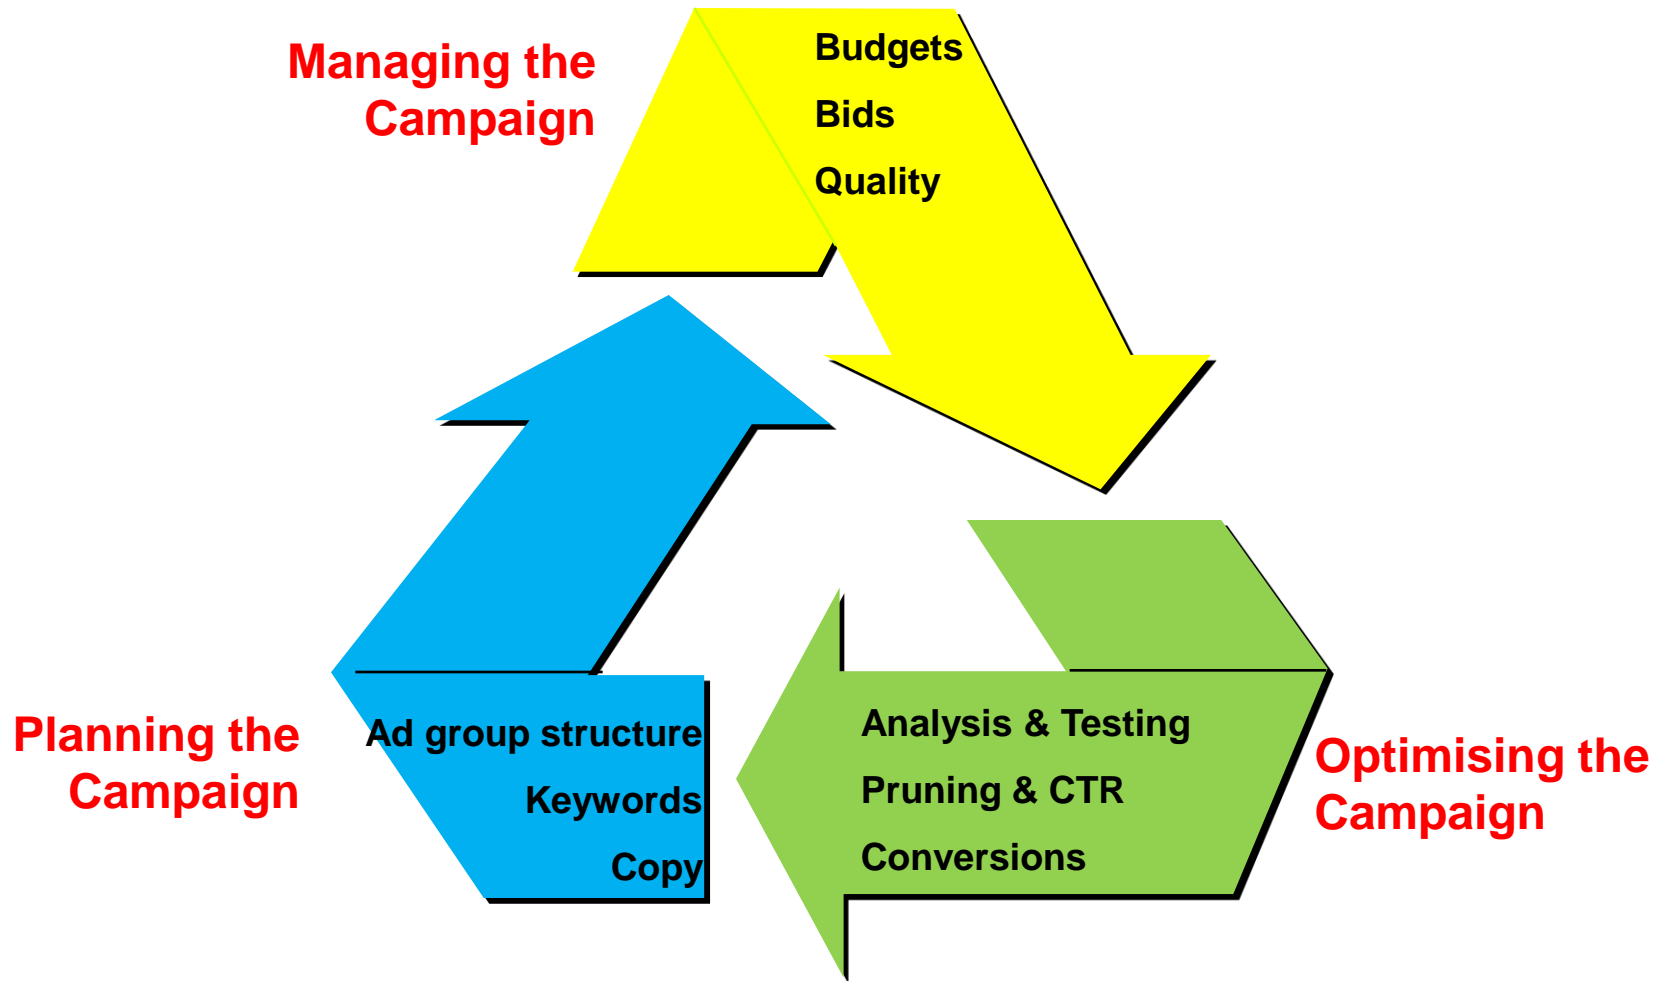 Managing the
Campaign
Budgets
Bids
Quality
Planning the
Campaign
Ad group structure
Keywords
Copy
Analysis & Testing
Pruning & CTR
Conversions
Optimising the
Campaign